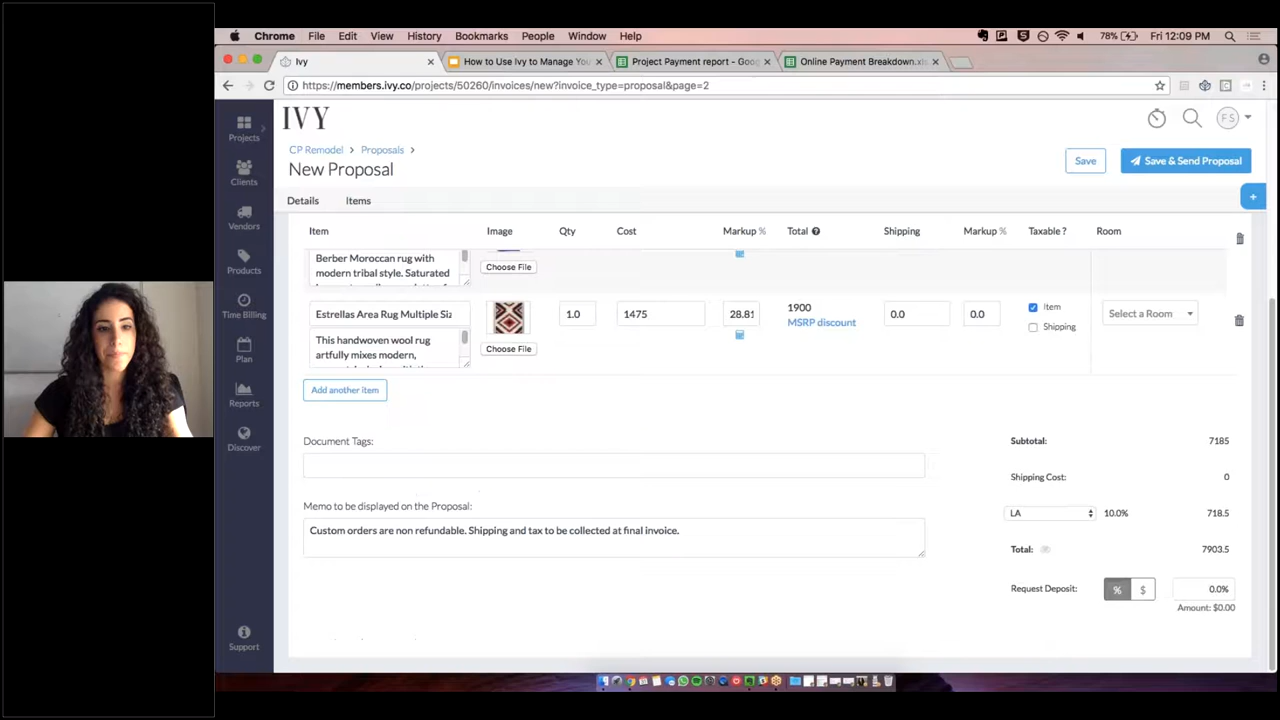 Chrome File Edit View History Bookmarks People Window Help 78% Fri 12:09 PM
Ivy × How to Use Ivy to Manage You × Project Payment report - Goog × Online Payment Breakdown.xls ×
https://members.ivy.co/projects/50260/invoices/new?invoice_type=proposal&page=2
IVY
FS
Projects
Clients
Vendors
Products
Time Billing
Plan
Reports
Discover
Support
CP Remodel > Proposals >
New Proposal
Save Save & Send Proposal
Details Items
+
Item Image Qty Cost Markup % Total Shipping Markup % Taxable ? Room
Berber Moroccan rug with
modern tribal style. Saturated
Choose File
Estrellas Area Rug Multiple Siz 1.0 1475 28.81 1900 0.0 0.0 Item Select a Room
MSRP discount Shipping
This handwoven wool rug
artfully mixes modern,
Choose File
Add another item
Document Tags:
Memo to be displayed on the Proposal:
Custom orders are non refundable. Shipping and tax to be collected at final invoice.
Subtotal: 7185
Shipping Cost: 0
LA 10.0% 718.5
Total: 7903.5
Request Deposit: % $ 0.0%
Amount: $0.00